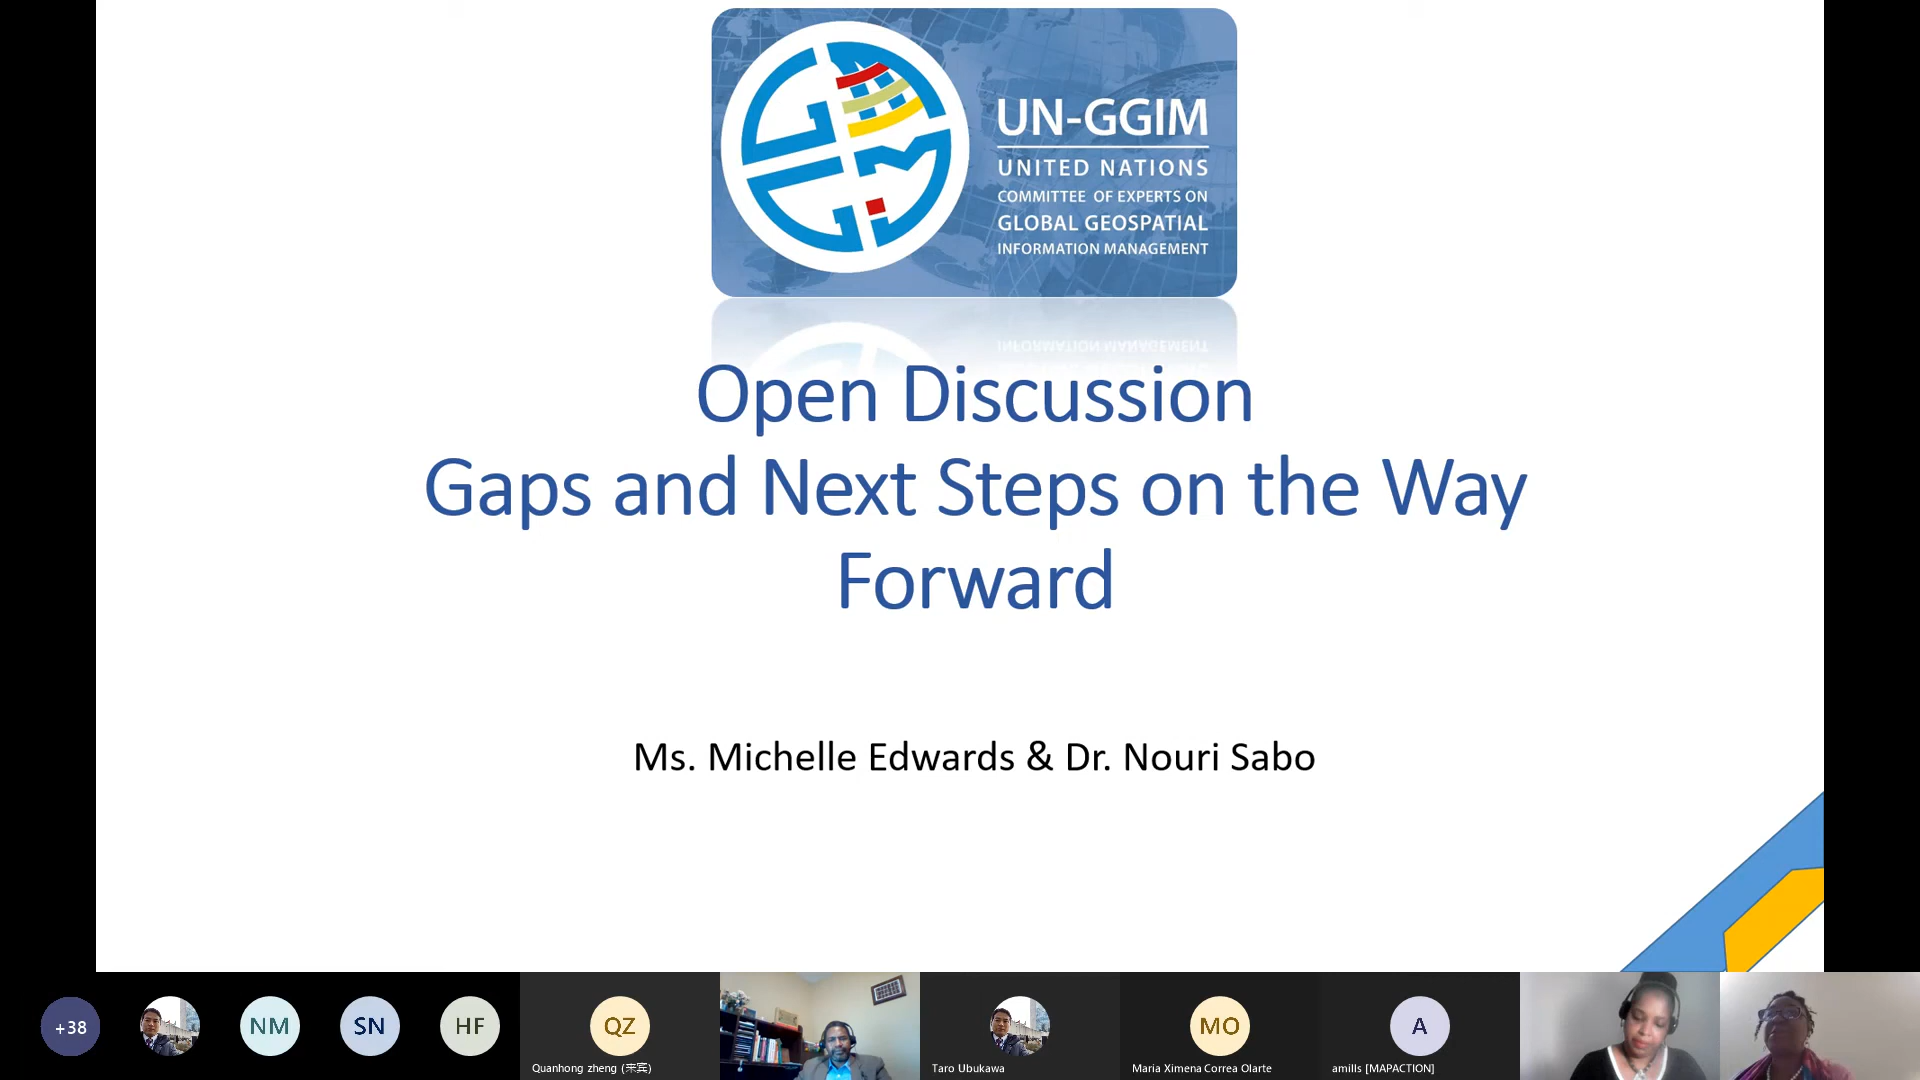 UN-GGIM
UNITED NATIONS
COMMITTEE OF EXPERTS ON
GLOBAL GEOSPATIAL
INFORMATION MANAGEMENT
Open Discussion
Gaps and Next Steps on the Way
Forward
Ms. Michelle Edwards & Dr. Nouri Sabo
+38
NM
SN
HF
QZ
Quanhong zheng (宋宾)
Taro Ubukawa
MO
Maria Ximena Correa Olarte
A
amills [MAPACTION]